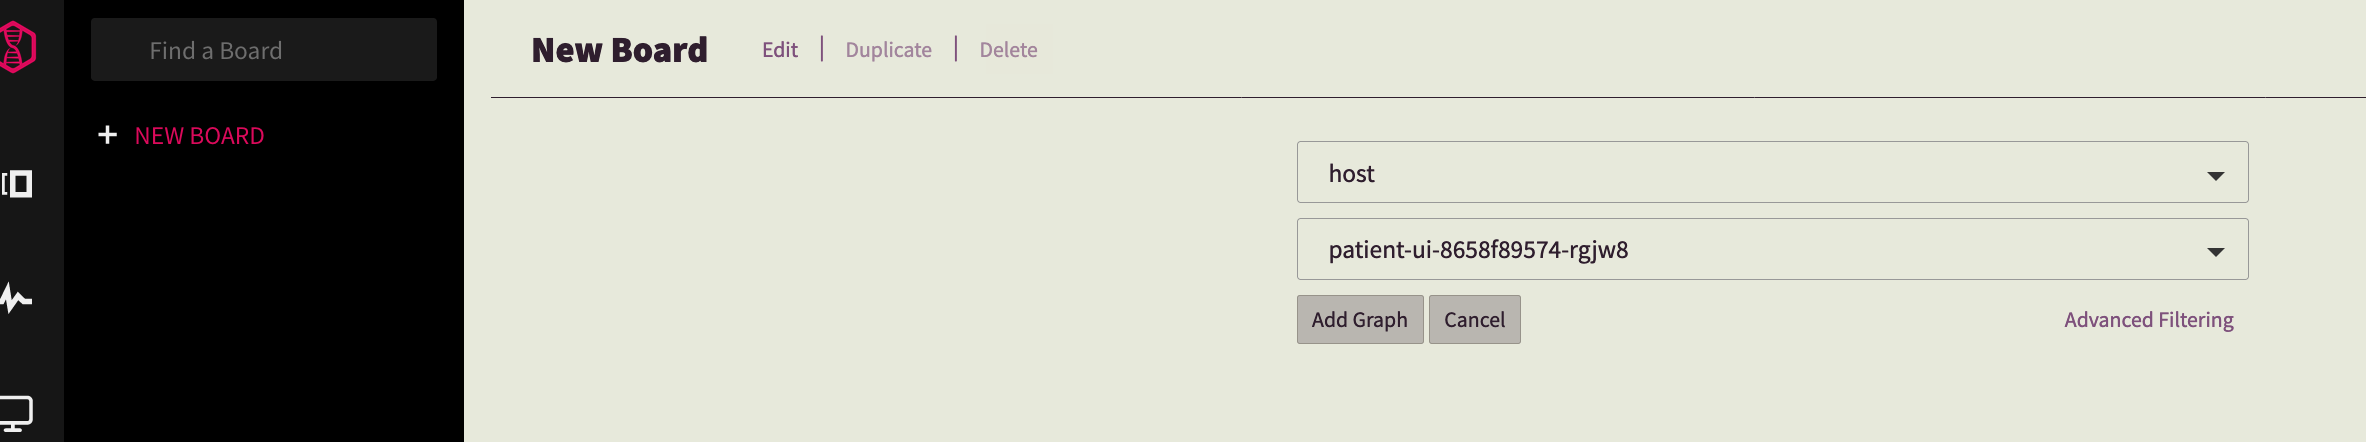 Find a Board
NEW BOARD
New Board
Edit | Duplicate | Delete
host
patient-ui-8658f89574-rgjw8
Add Graph
Cancel
Advanced Filtering